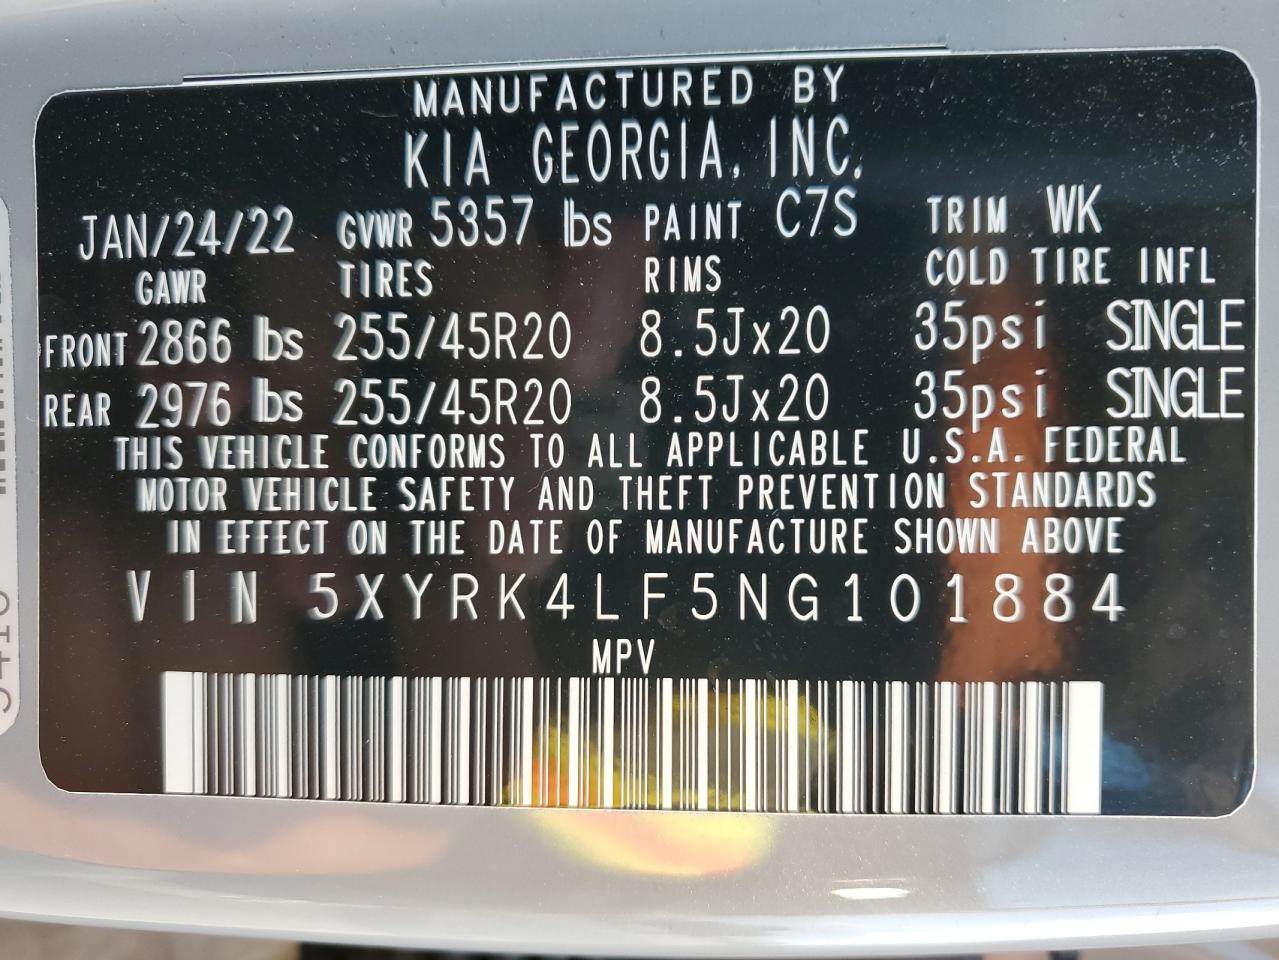 MANUFACTURED BY
KIA GEORGIA, INC.
JAN/24/22 GVWR 5357 lbs PAINT C7S TRIM WK
GAWR TIRES RIMS COLD TIRE INFL
FRONT 2866 lbs 255/45R20 8.5Jx20 35psi SINGLE
REAR 2976 lbs 255/45R20 8.5Jx20 35psi SINGLE
THIS VEHICLE CONFORMS TO ALL APPLICABLE U.S.A. FEDERAL
MOTOR VEHICLE SAFETY AND THEFT PREVENTION STANDARDS
IN EFFECT ON THE DATE OF MANUFACTURE SHOWN ABOVE
VIN 5XYRK4LF5NG101884
MPV